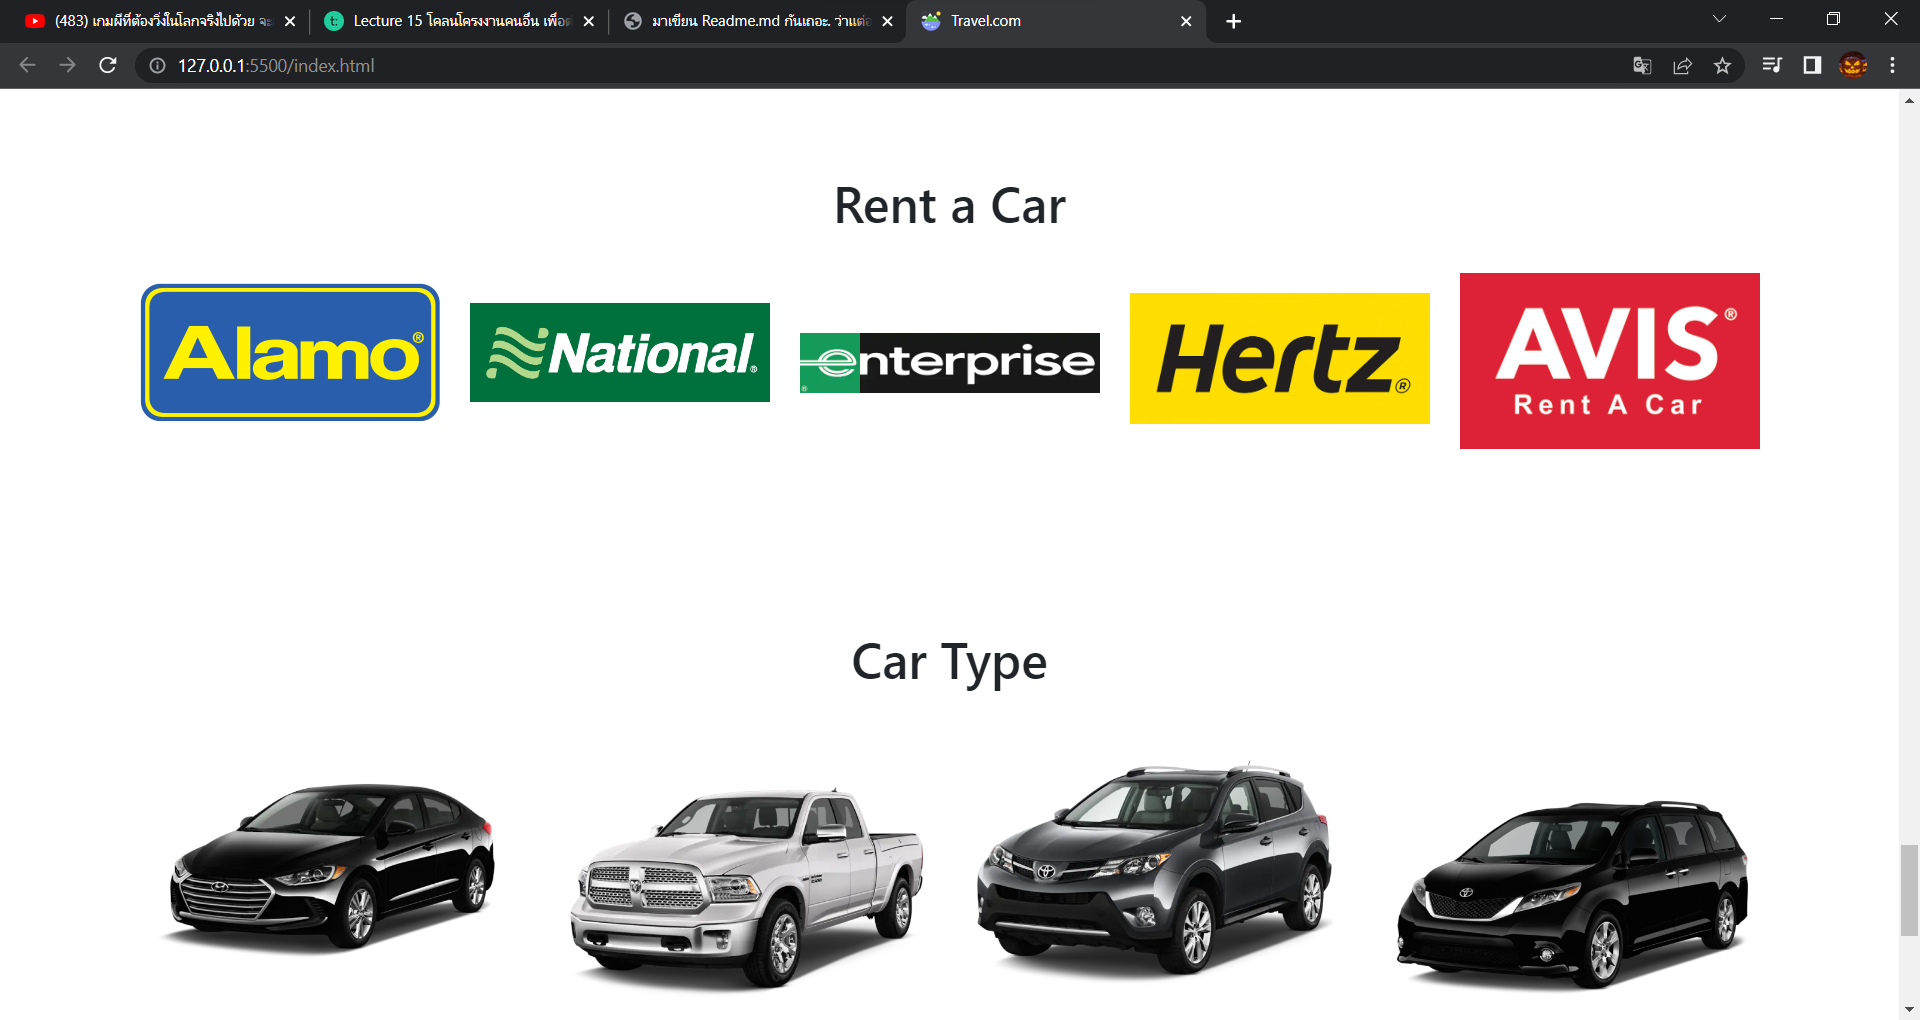 (483) เกมผีที่ต้องวิ่งในโลกจริงไปด้วย
Lecture 15 โคลนโครงงานคนอื่น เพื่อ
มาเขียน Readme.md กันเถอะ. ว่าแต่
Travel.com
127.0.0.1:5500/index.html
Rent a Car
Alamo®
National®
enterprise®
Hertz®
AVIS®
Rent A Car
Car Type